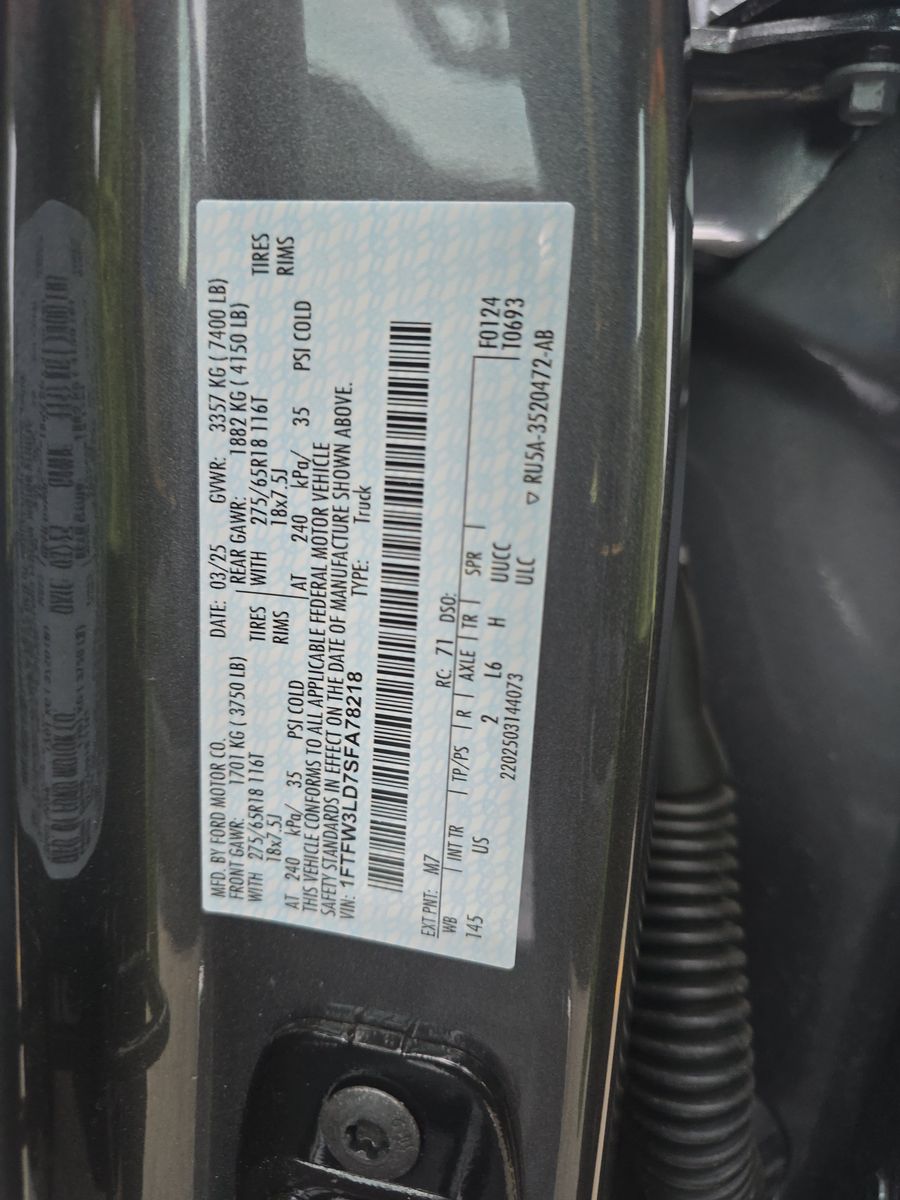 MFD. BY FORD MOTOR CO.
DATE: 03/25 GVWR: 3357 KG ( 7400 LB)
FRONT GAWR: 1701 KG ( 3750 LB)
REAR GAWR: 1882 KG ( 4150 LB)
WITH 275/65R18 116T TIRES
WITH 275/65R18 116T TIRES
18x7.5J RIMS
18x7.5J RIMS
AT 240 kPa/ 35 PSI COLD
AT 240 kPa/ 35 PSI COLD
THIS VEHICLE CONFORMS TO ALL APPLICABLE FEDERAL MOTOR VEHICLE
SAFETY STANDARDS IN EFFECT ON THE DATE OF MANUFACTURE SHOWN ABOVE.
VIN: 1FTFW3LD7SFA78218
TYPE: Truck
EXT PNT: M7 RC: 71 DSO:
WB INT TR TP/PS R AXLE TR SPR
F0124
T0693
145 US 2 L6 H UUCC
ULC
2202503144073
▽ RU5A-3520472-AB